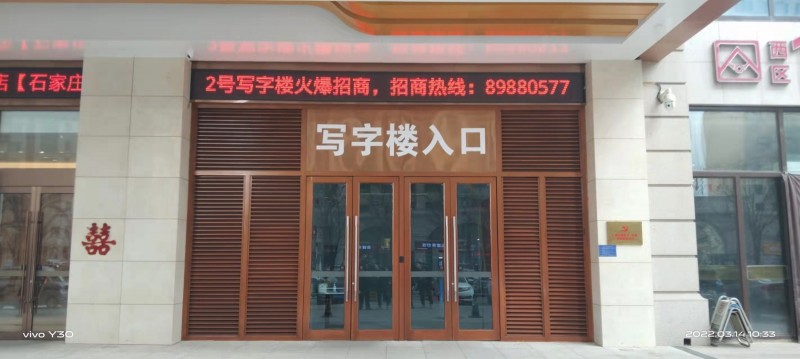 店【石家庄
2号写字楼火爆招商，招商热线：89880577
写字楼入口
西区
囍
vivo Y30
2022.03.14 10:33